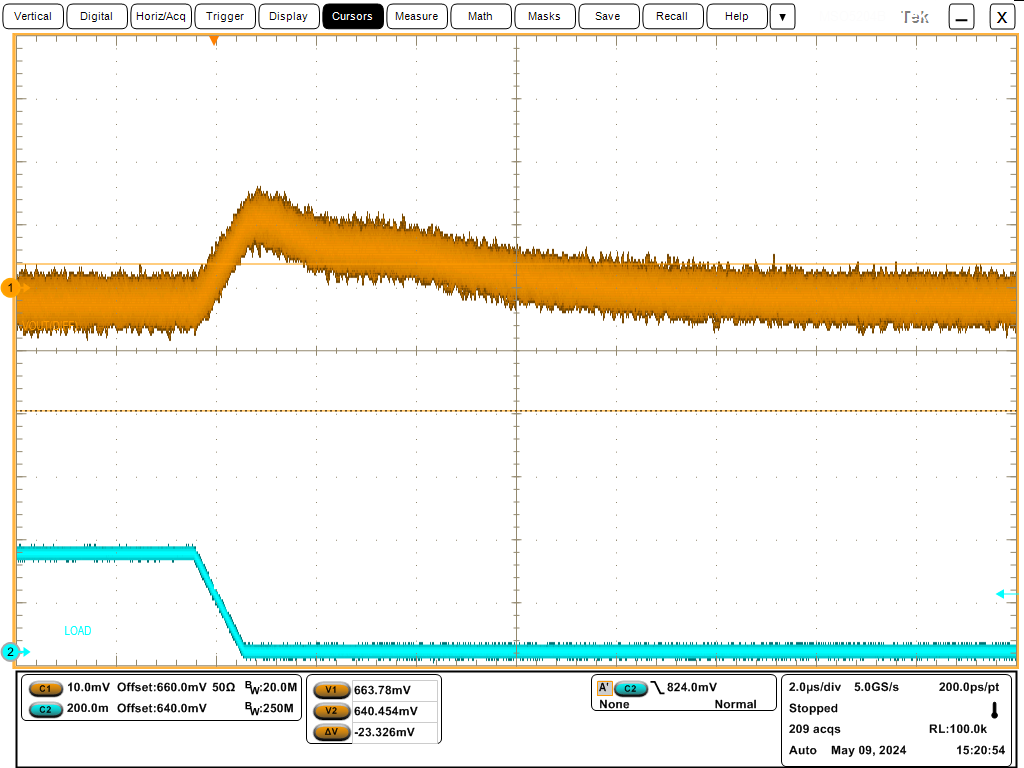 Vertical Digital Horiz/Acq Trigger Display Cursors Measure Math Masks Save Recall Help ▼ Tek X
1
LOAD
2
C1 10.0mV Offset:660.0mV 50Ω BW:20.0M
C2 200.0m Offset:640.0mV BW:250M
V1 663.78mV
V2 640.454mV
ΔV -23.326mV
A' C2 824.0mV
None Normal
2.0µs/div 5.0GS/s 200.0ps/pt
Stopped
209 acqs RL:100.0k
Auto May 09, 2024 15:20:54